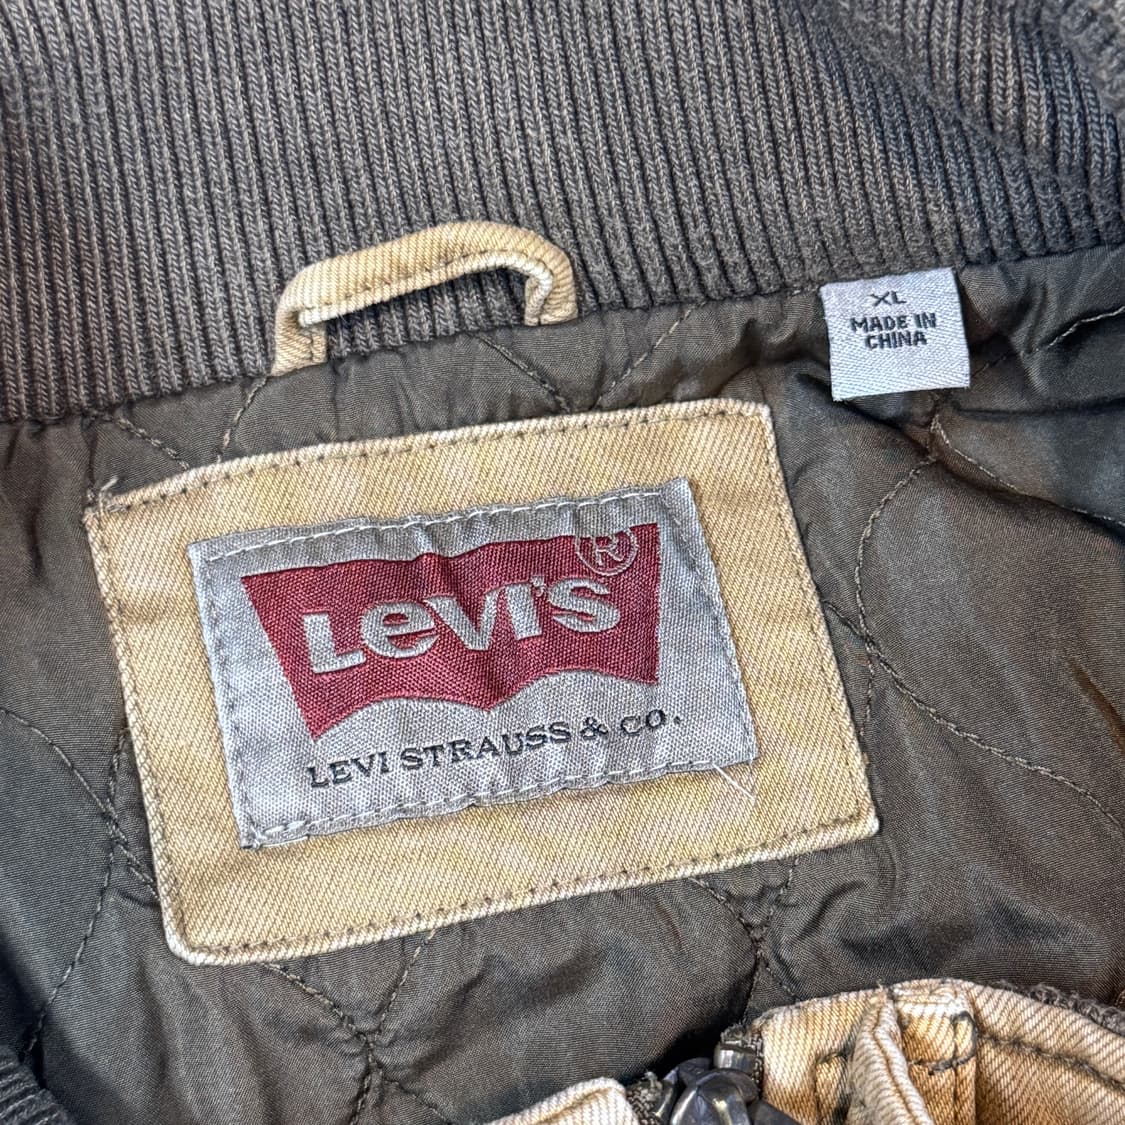 XL
MADE IN
CHINA
Levi's®
LEVI STRAUSS & CO.